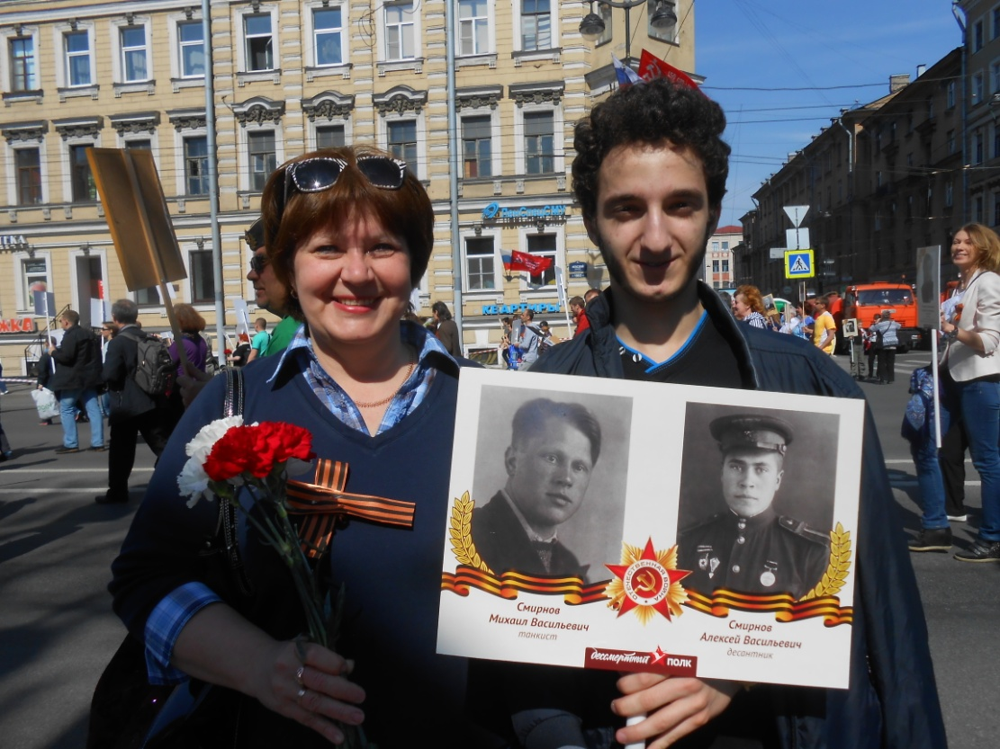 КВАРТИРЫ
Смирнов
Михаил Васильевич
танкист
ОТЕЧЕСТВЕННАЯ ВОЙНА
Смирнов
Алексей Васильевич
десантник
бессмертный ПОЛК